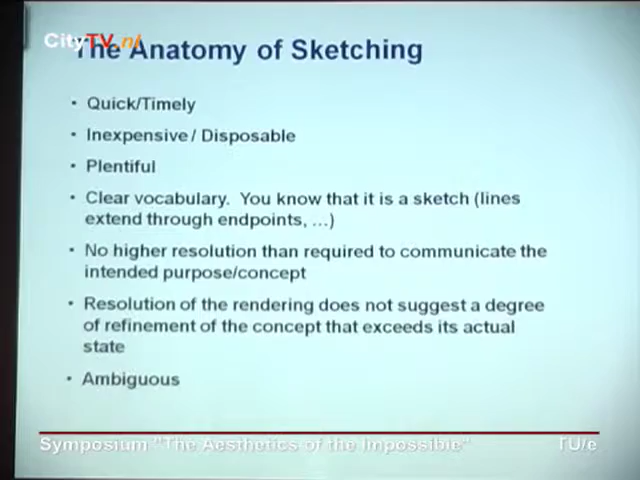 CityTV.nl
The Anatomy of Sketching
• Quick/Timely
• Inexpensive / Disposable
• Plentiful
• Clear vocabulary. You know that it is a sketch (lines
extend through endpoints, ...)
• No higher resolution than required to communicate the
intended purpose/concept
• Resolution of the rendering does not suggest a degree
of refinement of the concept that exceeds its actual
state
• Ambiguous
Symposium "The Aesthetics of the Impossible" TU/e